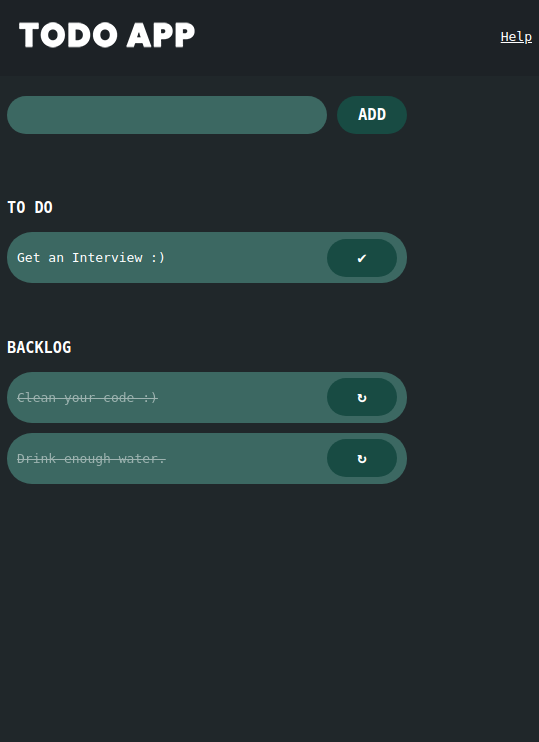 TODO APP
Help
ADD
TO DO
Get an Interview :)
✔
BACKLOG
Clean your code :)
↻
Drink enough water.
↻